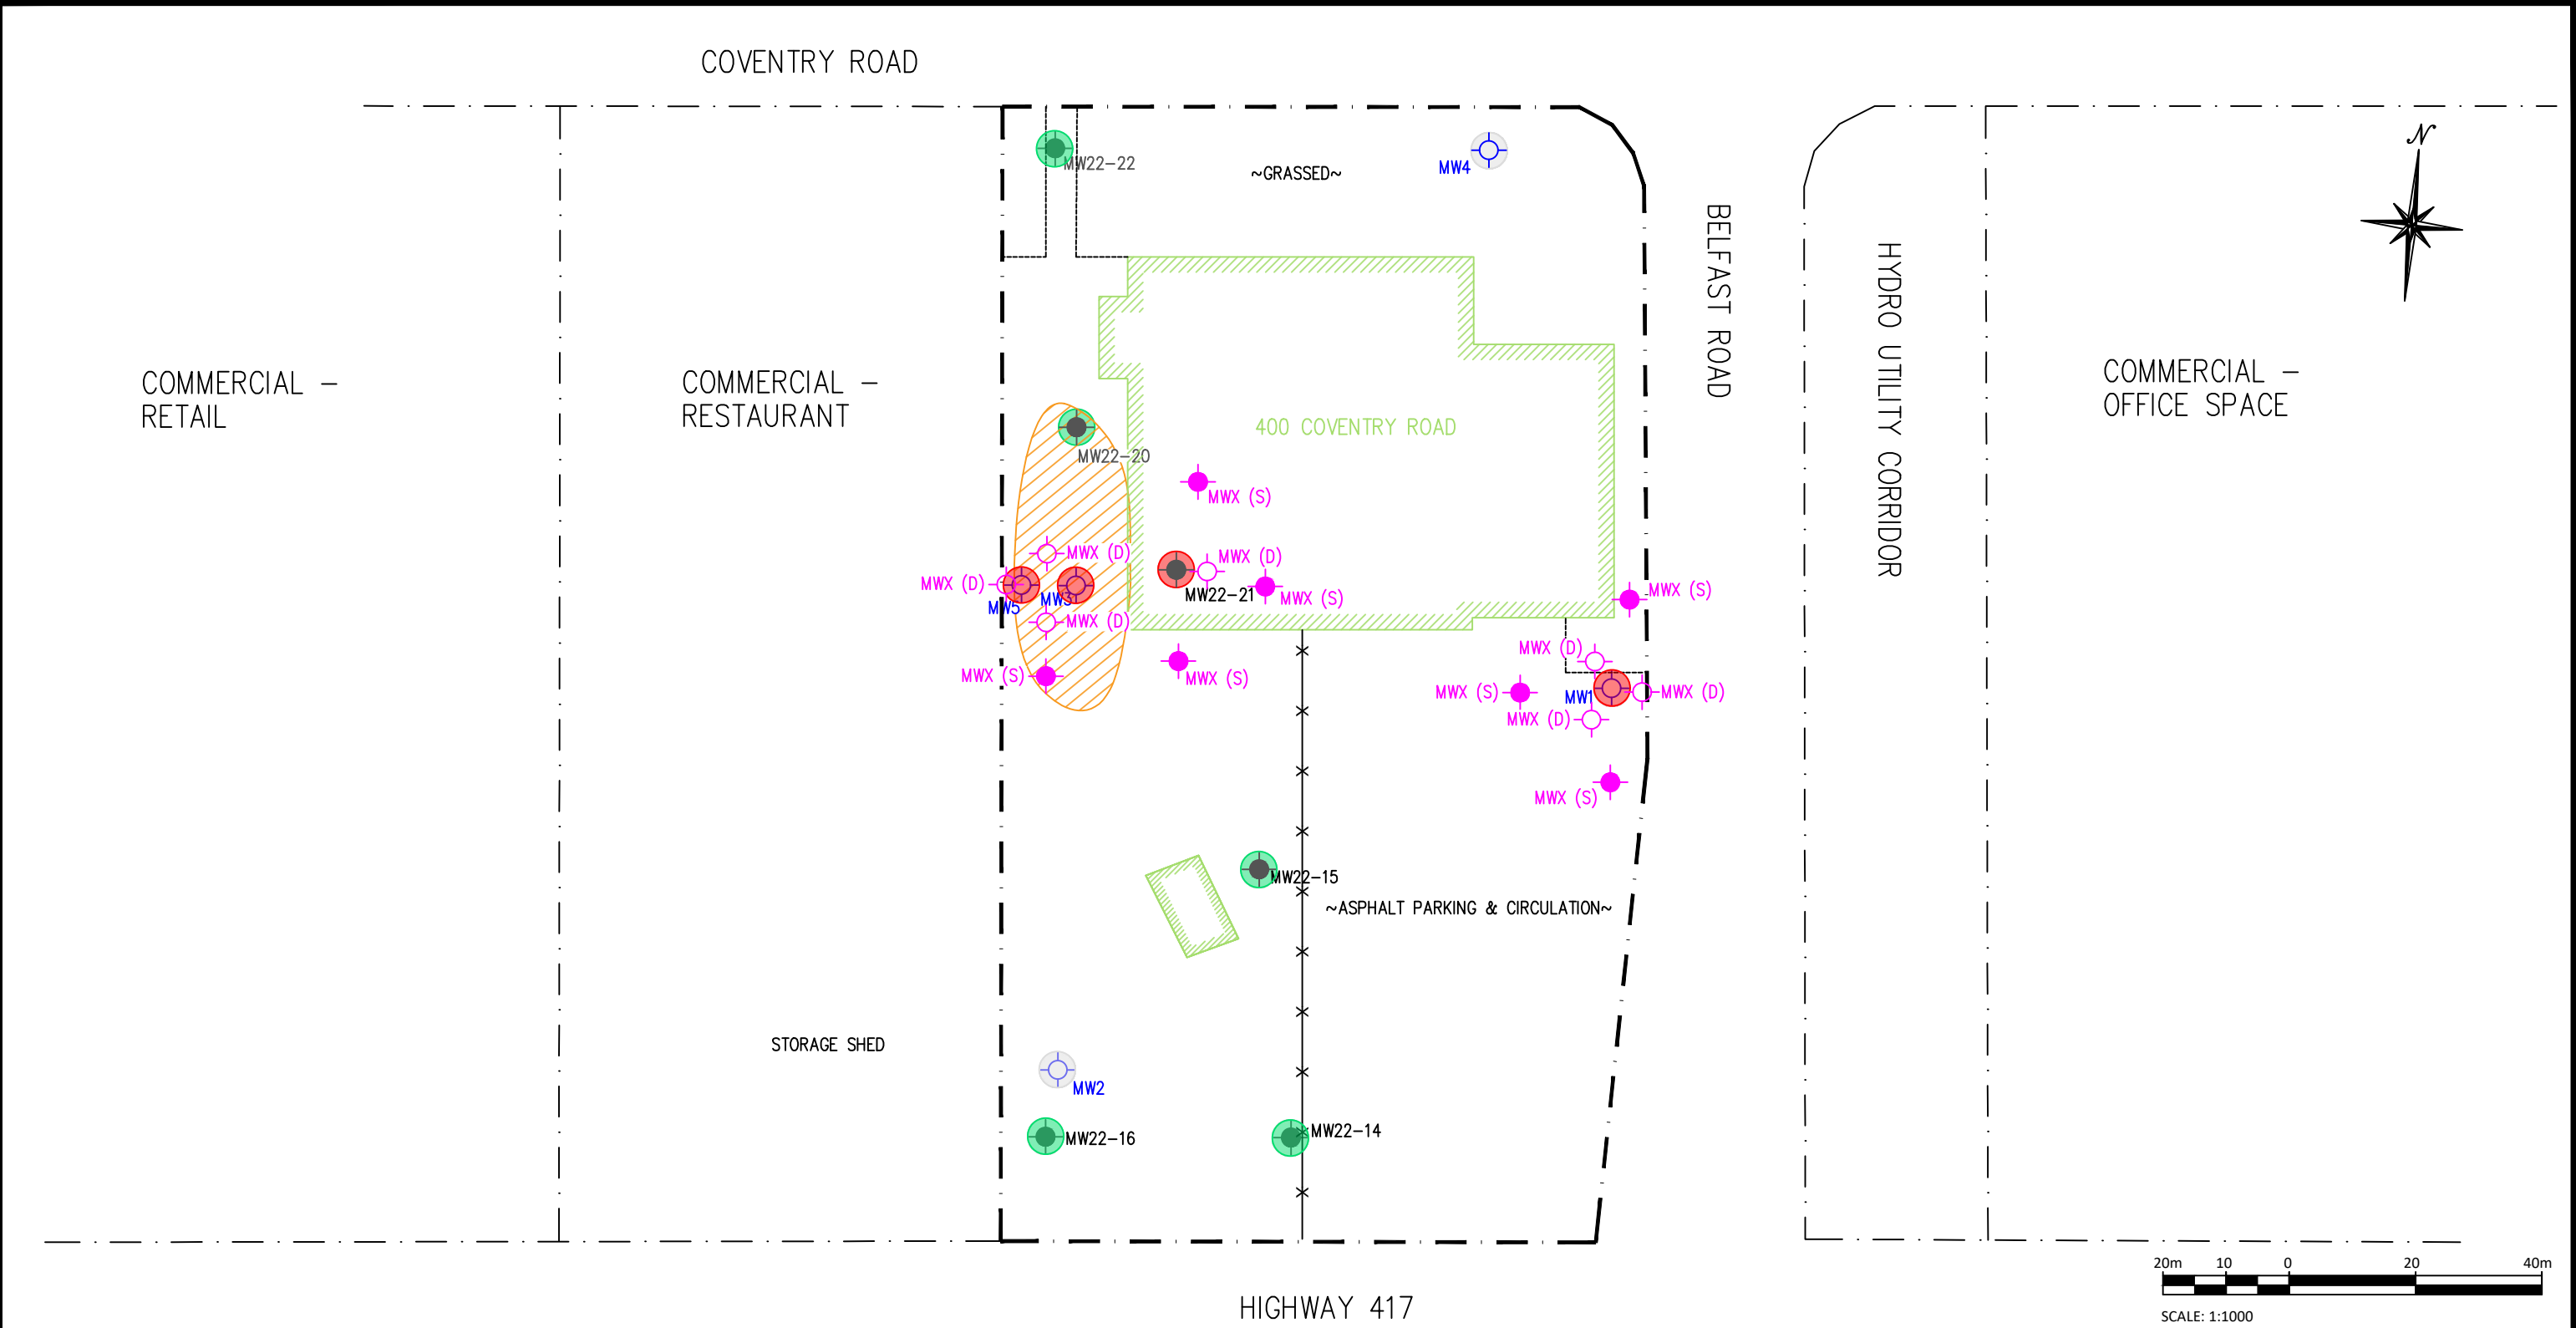 COVENTRY ROAD
N
MW22-22
~GRASSED~
MW4
BELFAST ROAD
HYDRO UTILITY CORRIDOR
COMMERCIAL -
RETAIL
COMMERCIAL -
RESTAURANT
COMMERCIAL -
OFFICE SPACE
400 COVENTRY ROAD
MW22-20
MWX (S)
MWX (D)
MWX (D)
MWX (D)
MW5
MW3
MW22-21
MWX (S)
MWX (S)
MWX (D)
MWX (D)
MWX (S)
MWX (S)
MWX (S)
MW1
MWX (D)
MWX (D)
MWX (S)
MW22-15
~ASPHALT PARKING & CIRCULATION~
STORAGE SHED
MW2
MW22-16
MW22-14
20m 10 0 20 40m
SCALE: 1:1000
HIGHWAY 417